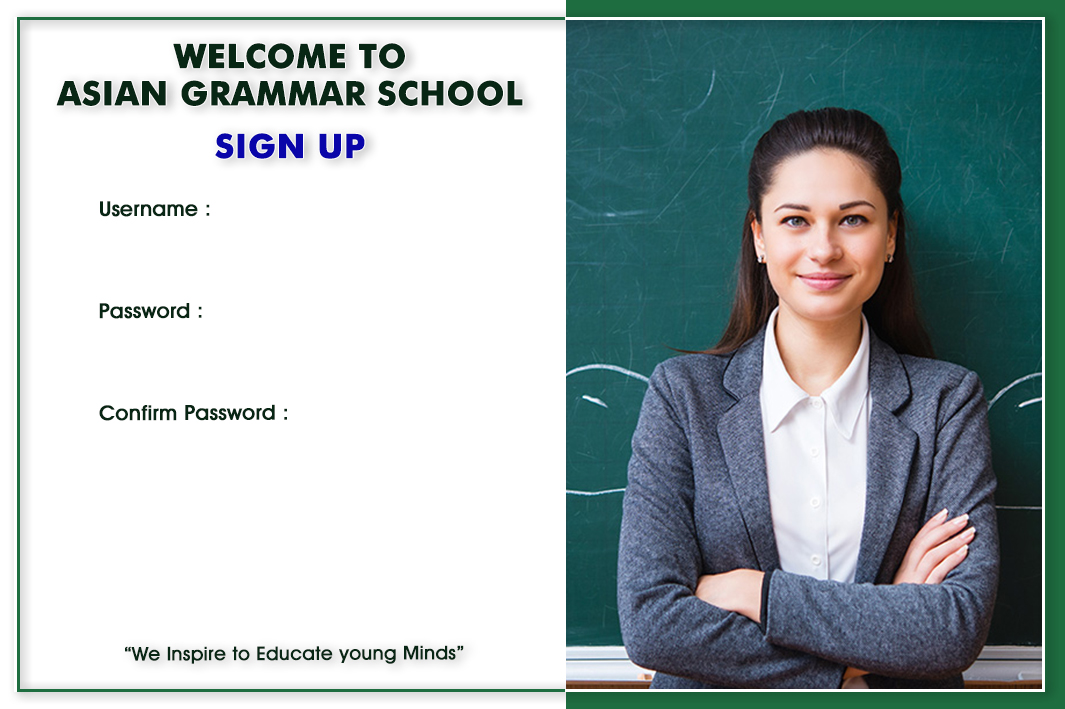 WELCOME TO
ASIAN GRAMMAR SCHOOL
SIGN UP
Username :
Password :
Confirm Password :
“We Inspire to Educate young Minds”